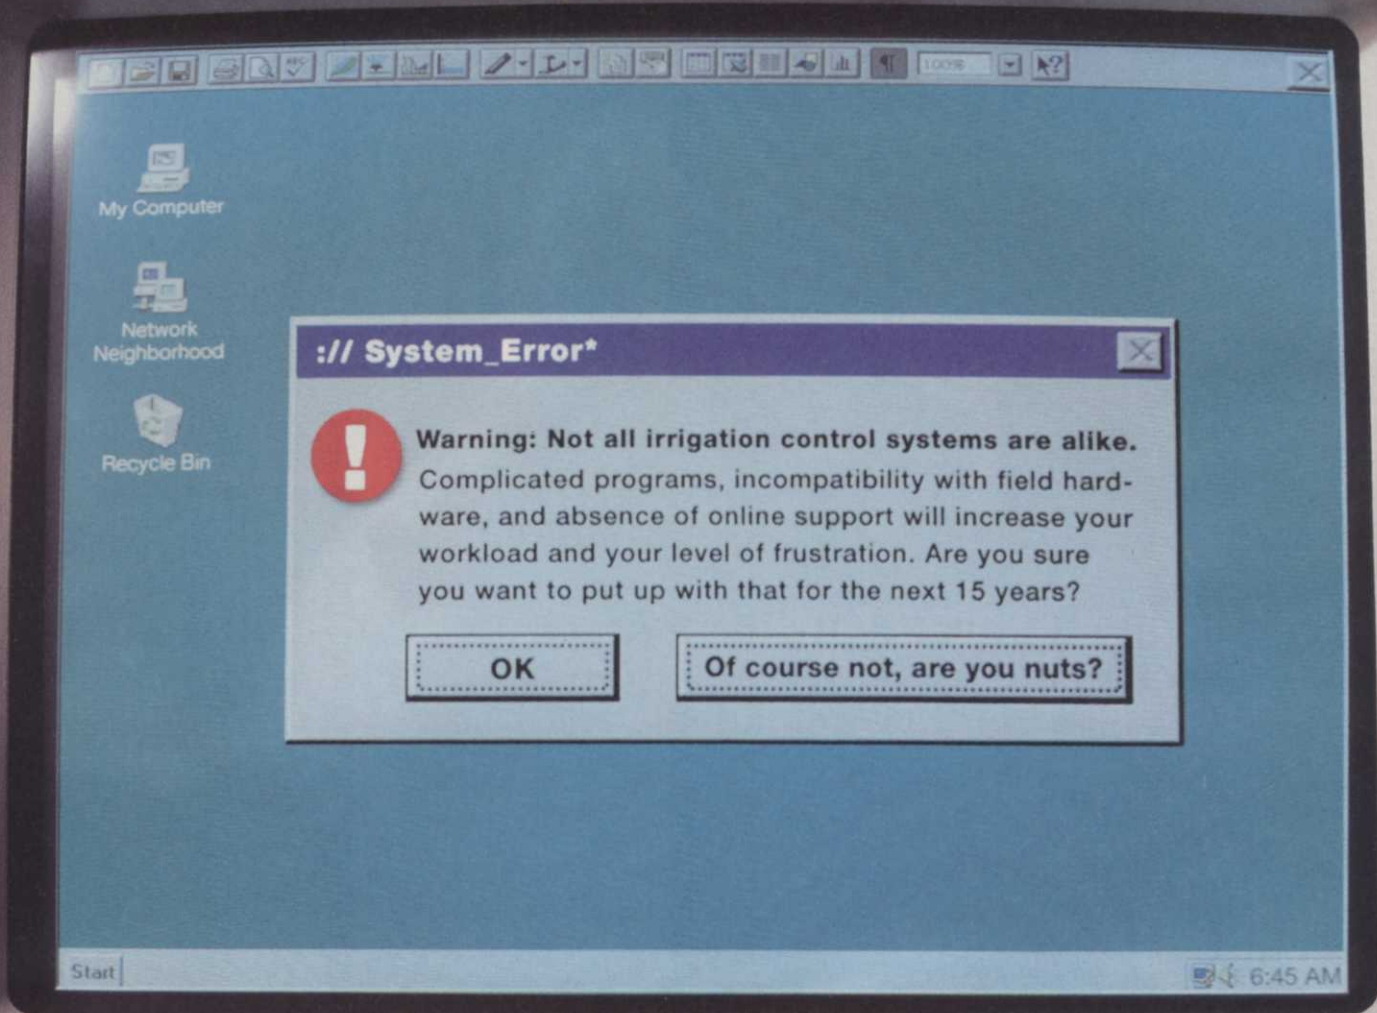 ABC
100%
My Computer
Network
Neighborhood
Recycle Bin
:// System_Error*
Warning: Not all irrigation control systems are alike.
Complicated programs, incompatibility with field hard-
ware, and absence of online support will increase your
workload and your level of frustration. Are you sure
you want to put up with that for the next 15 years?
OK
Of course not, are you nuts?
Start
6:45 AM